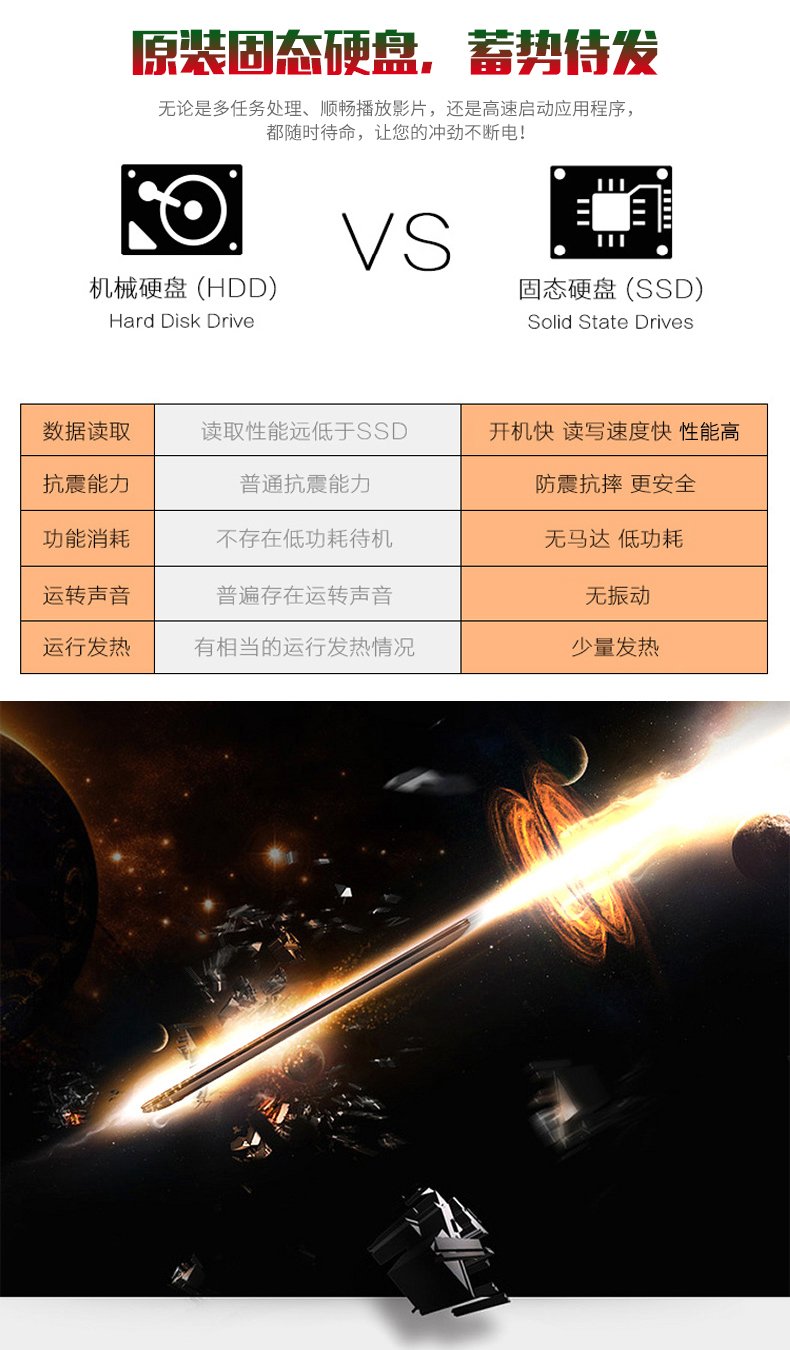 原装固态硬盘，蓄势待发
无论是多任务处理、顺畅播放影片，还是高速启动应用程序，
都随时待命，让您的冲劲不断电！
VS
机械硬盘 (HDD)
Hard Disk Drive
固态硬盘 (SSD)
Solid State Drives
数据读取 读取性能远低于SSD 开机快 读写速度快 性能高
抗震能力 普通抗震能力 防震抗摔 更安全
功能消耗 不存在低功耗待机 无马达 低功耗
运转声音 普遍存在运转声音 无振动
运行发热 有相当的运行发热情况 少量发热